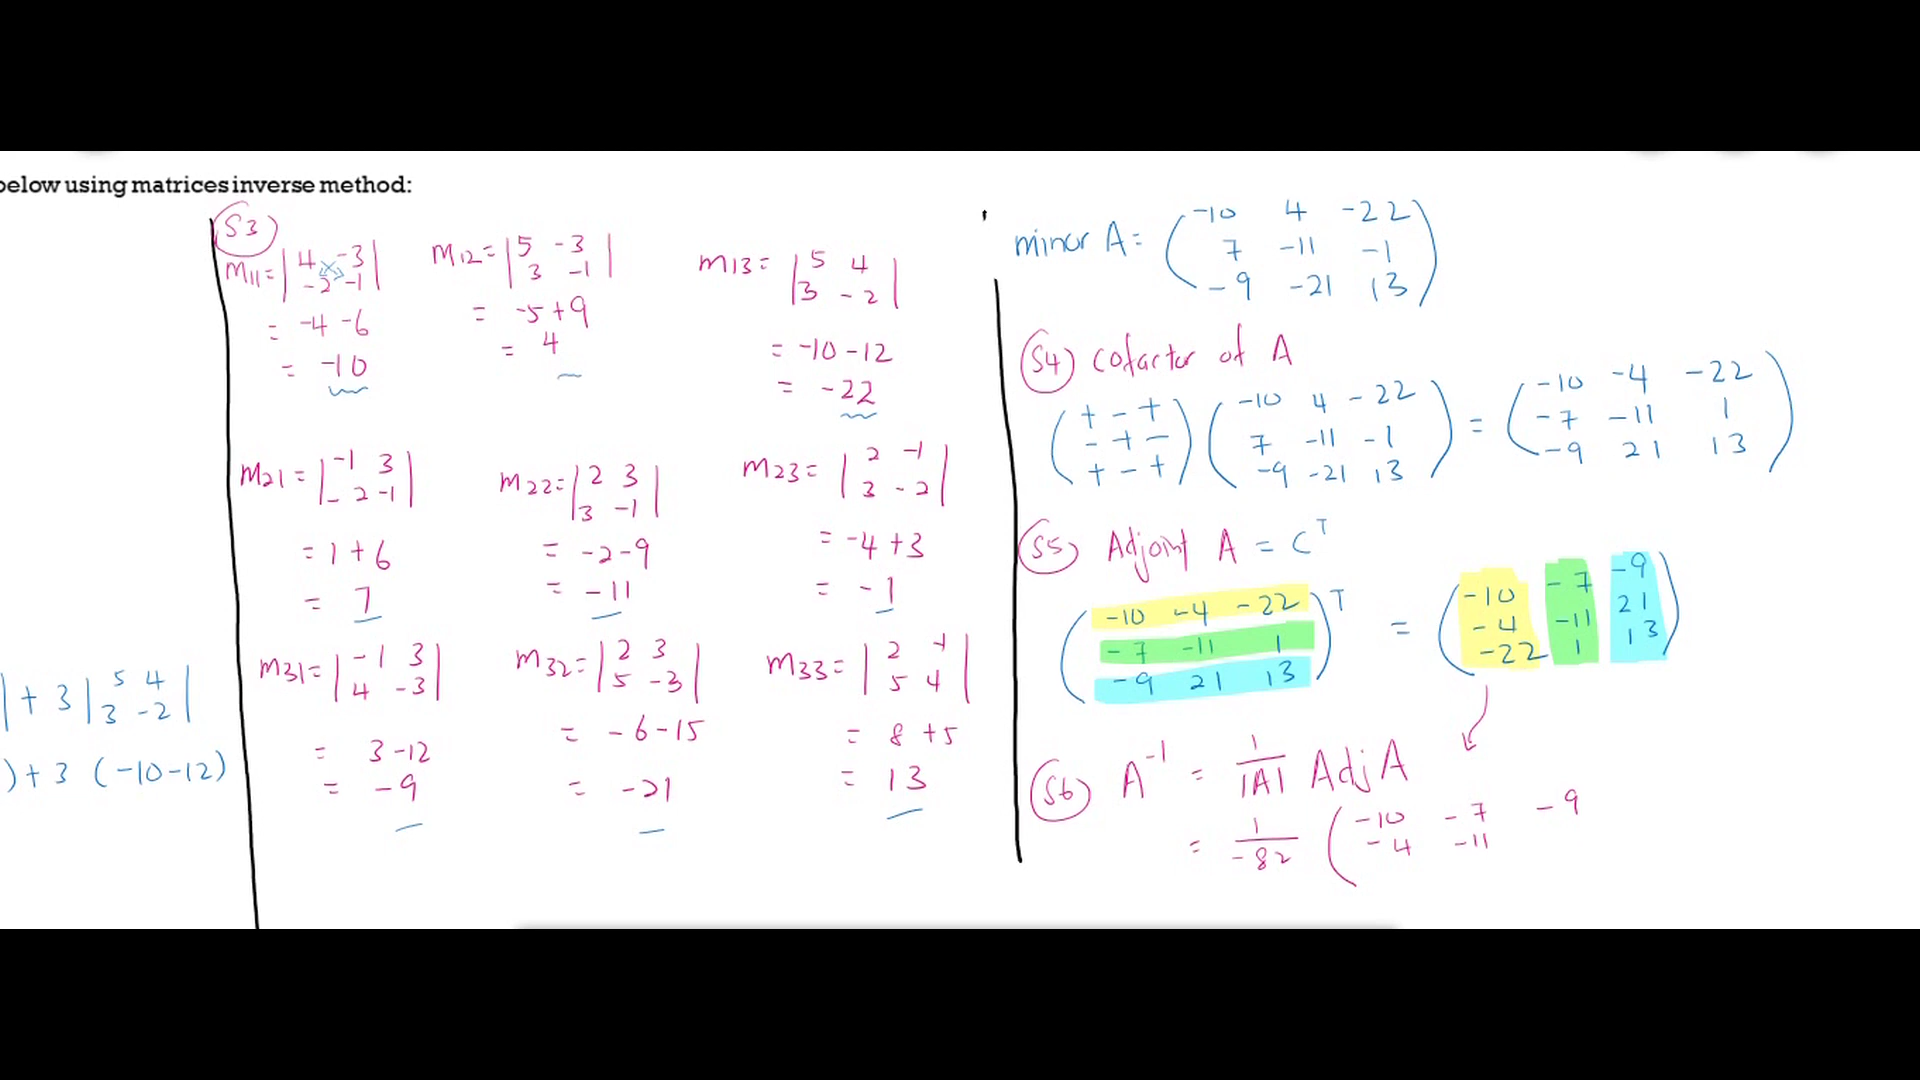 below using matrices inverse method:
S3
m11 = | 4 -3 |
| -2 -1 |
= -4 -6
= -10
m12 = | 5 -3 |
| 3 -1 |
= -5 + 9
= 4
m13 = | 5 4 |
| 3 -2 |
= -10 - 12
= -22
m21 = | -1 3 |
| -2 -1 |
= 1 + 6
= 7
m22 = | 2 3 |
| 3 -1 |
= -2 - 9
= -11
m23 = | 2 -1 |
| 3 -2 |
= -4 + 3
= -1
m31 = | -1 3 |
| 4 -3 |
= 3 - 12
= -9
m32 = | 2 3 |
| 5 -3 |
= -6 - 15
= -21
m33 = | 2 -1 |
| 5 4 |
= 8 + 5
= 13
| + 3 | 5 4 |
| 3 -2 |
) + 3 (-10 - 12)
minor A = ( -10 4 -22
7 -11 -1
-9 -21 13 )
S4 cofactor of A
( + - + ) ( -10 4 -22 ) = ( -10 -4 -22 )
( - + - ) ( 7 -11 -1 ) ( -7 -11 1 )
( + - + ) ( -9 -21 13 ) ( -9 21 13 )
S5 Adjoint A = C^T
( -10 -4 -22 )^T = ( -10 -7 -9 )
( -7 -11 1 ) ( -4 -11 21 )
( -9 21 13 ) ( -22 1 13 )
S6 A^-1 = 1/|A| Adj A
= 1/-82 ( -10 -7 -9
-4 -11